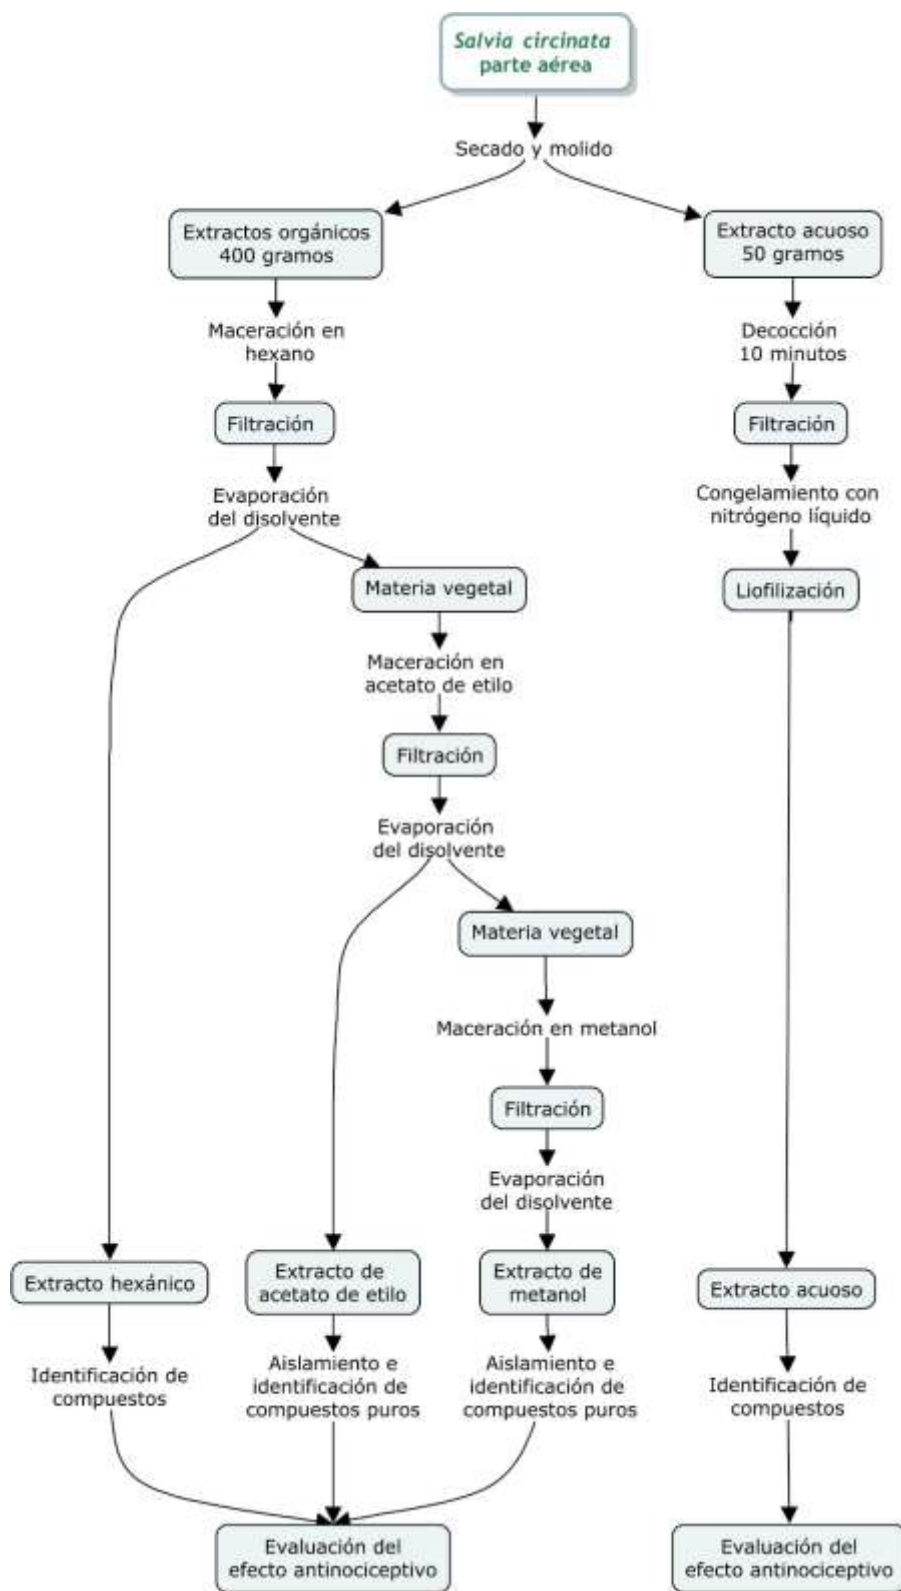 Salvia circinata
parte aérea
Secado y molido
Extractos orgánicos
400 gramos
Extracto acuoso
50 gramos
Maceración en
hexano
Decocción
10 minutos
Filtración
Filtración
Evaporación
del disolvente
Congelamiento con
nitrógeno líquido
Materia vegetal
Liofilización
Maceración en
acetato de etilo
Filtración
Evaporación
del disolvente
Materia vegetal
Maceración en metanol
Filtración
Evaporación
del disolvente
Extracto hexánico
Extracto de
acetato de etilo
Extracto de
metanol
Extracto acuoso
Identificación de
compuestos
Aislamiento e
identificación de
compuestos puros
Aislamiento e
identificación de
compuestos puros
Identificación de
compuestos
Evaluación del
efecto antinociceptivo
Evaluación del
efecto antinociceptivo